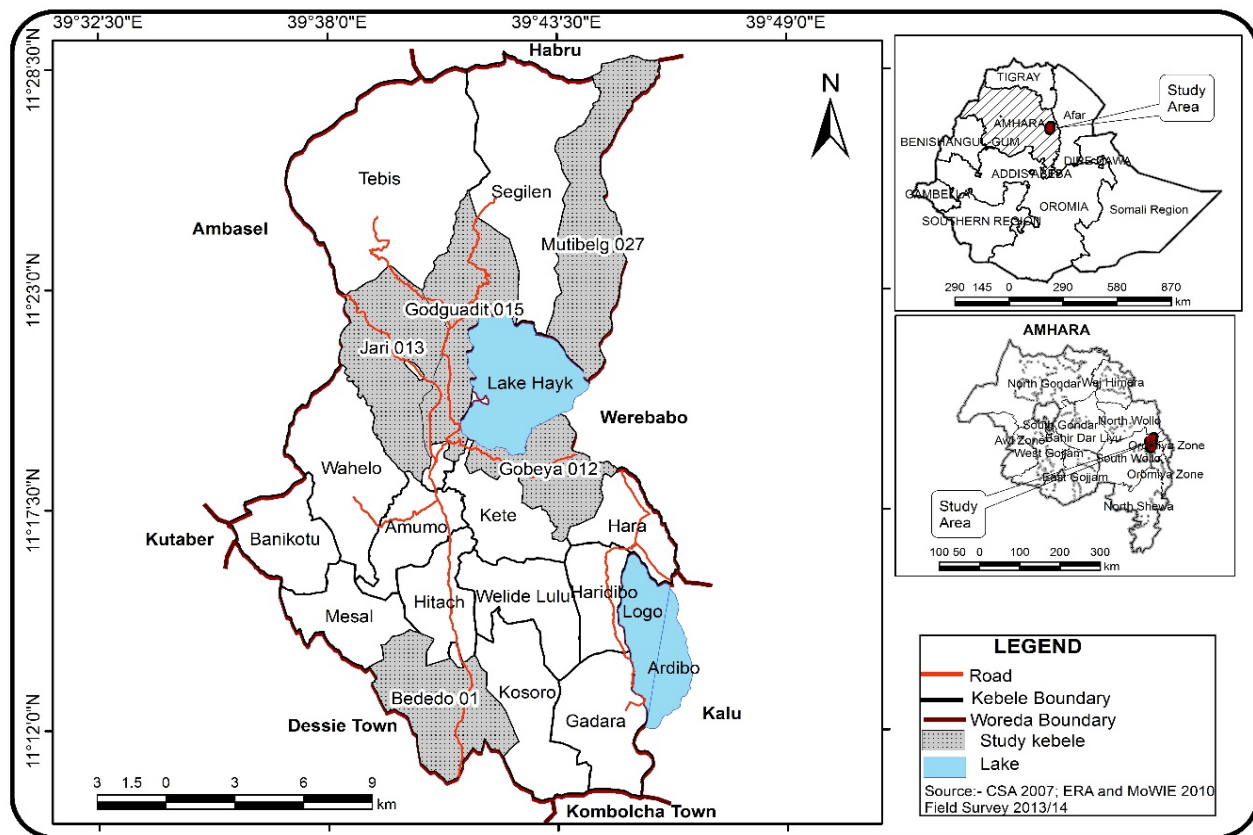 39°32'30"E
39°38'0"E
39°43'30"E
39°49'0"E
11°28'30"N
11°23'0"N
11°17'30"N
11°12'0"N
Habru
N
Tebis
Segilen
Ambasel
Mutibelg 027
Godguadit 015
Jari 013
Lake Hayk
Werebabo
Gobeya 012
Wahelo
Kete
Hara
Amumo
Kutaber
Banikotu
Haridibo
Hitach
Welide Lulu
Logo
Mesal
Ardibo
Bededo 01
Kosoro
Dessie Town
Gadara
Kalu
3 1.5 0 3 6 9
km
Kombolcha Town
TIGRAY
Study
Area
Afar
AMHARA
BENISHANGUL-GUM
DIRE DAWA
ADDIS ABEBA
GAMBELLA
OROMIA
Somali Region
SOUTHERN REGION
290 145 0 290 580 870
km
AMHARA
North Gondar
Waj Himera
North Wollo
South Gondar
Awi Zone
Bahir Dar Liyu
Oromiya Zone
West Gojjam
South Wollo
East Gojjam
Oromiya Zone
Study
Area
North Shewa
100 50 0 100 200 300
km
LEGEND
Road
Kebele Boundary
Woreda Boundary
Study kebele
Lake
Source:- CSA 2007; ERA and MoWIE 2010
Field Survey 2013/14